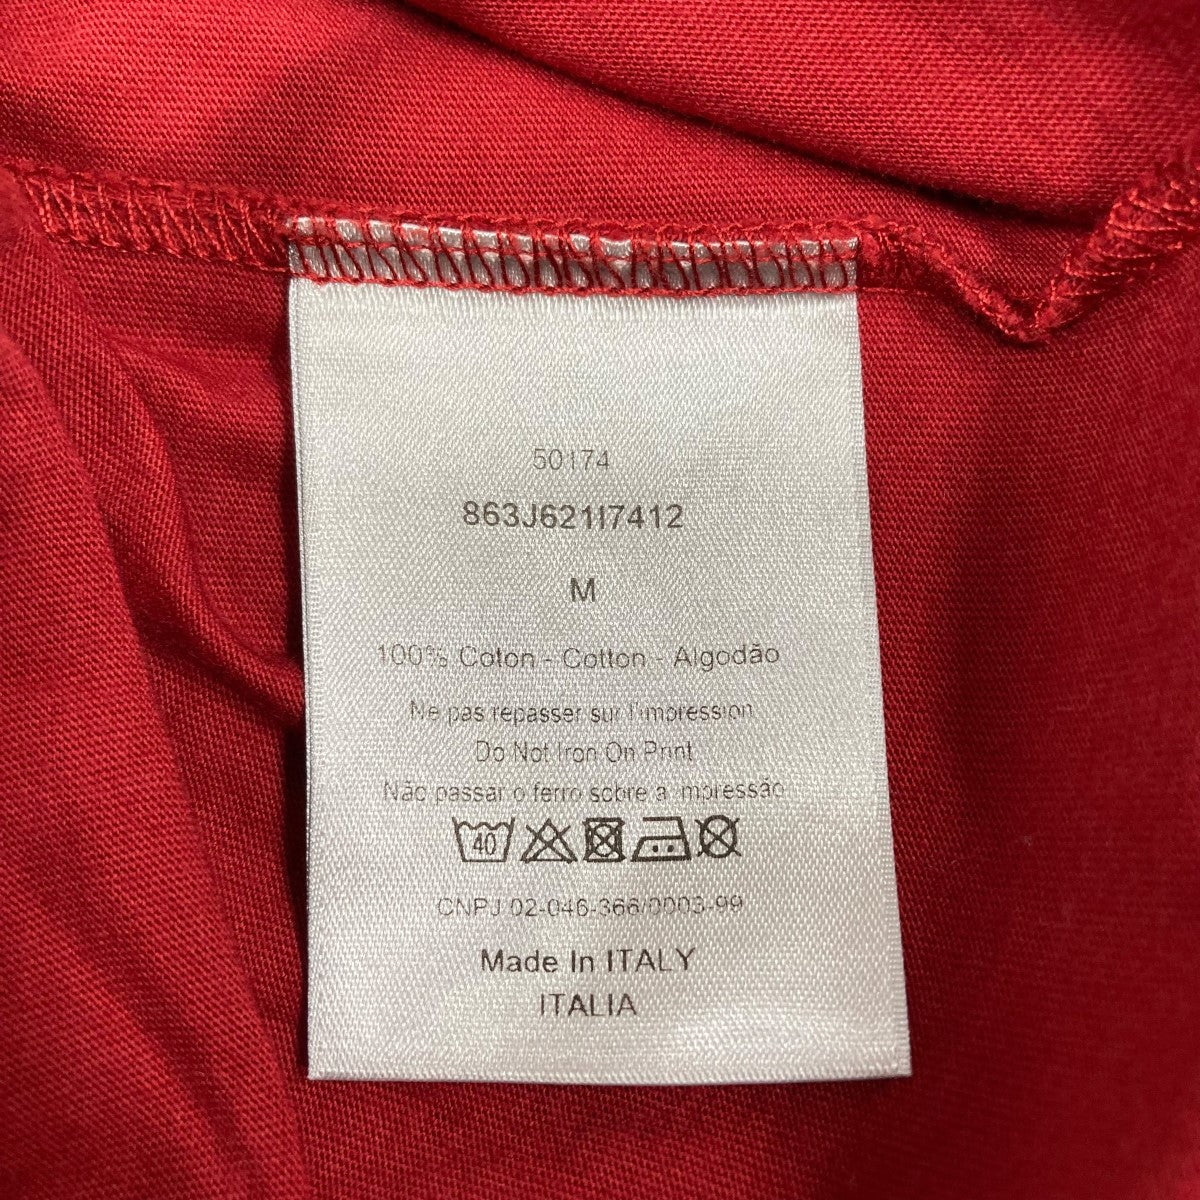 50174
863J621I7412
M
100% Coton - Cotton - Algodão
Ne pas repasser sur l'impression
Do Not Iron On Print
Não passar o ferro sobre a impressão
40
CNPJ 02-046-366/0003-99
Made In ITALY
ITALIA